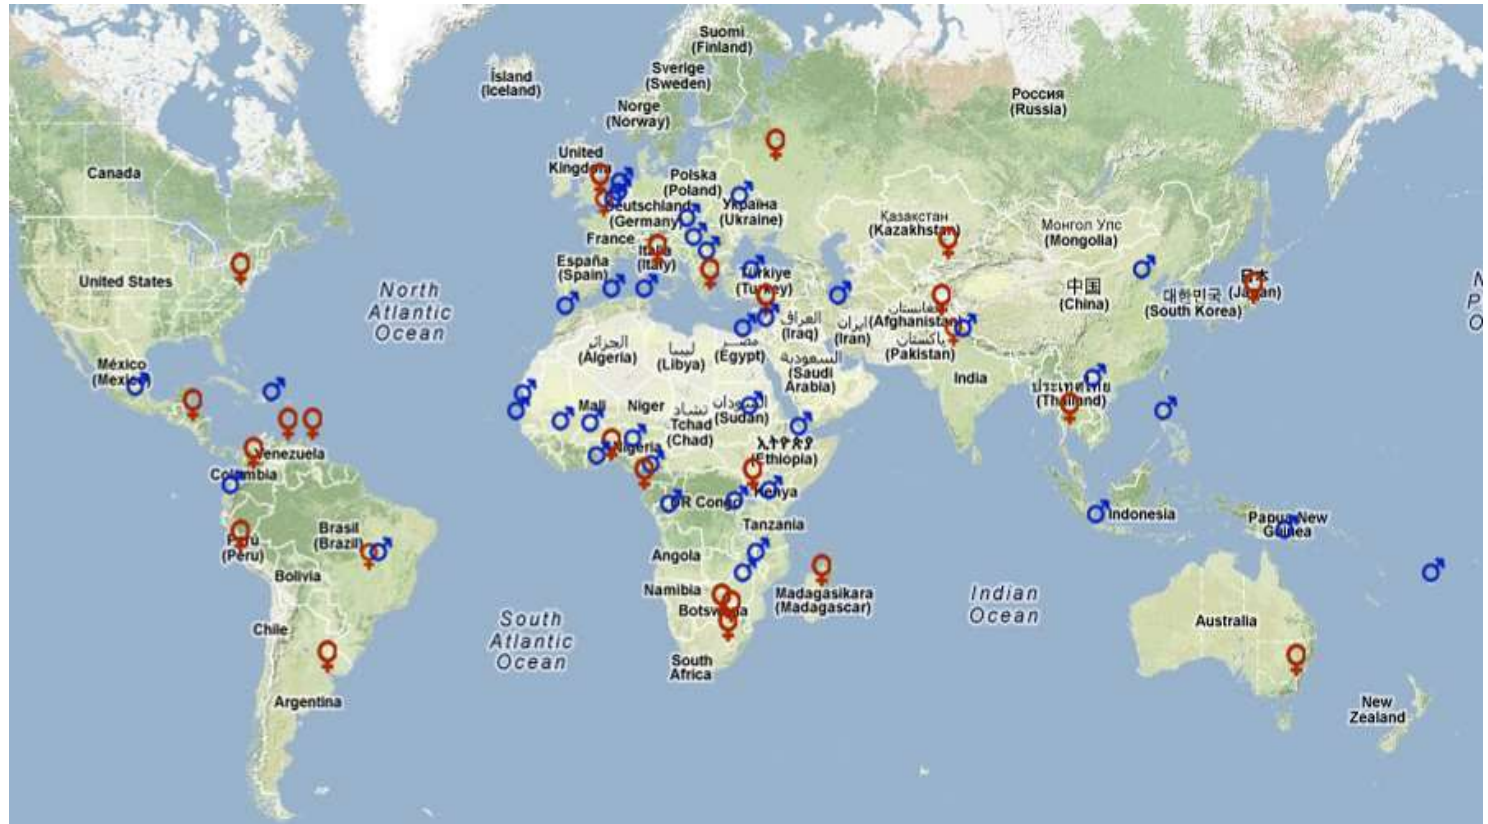 Suomi
(Finland)
Ísland
(Iceland)
Sverige
(Sweden)
Norge
(Norway)
Россия
(Russia)
United
Kingdom
Canada
Polska
(Poland)
Україна
(Ukraine)
Deutschland
(Germany)
Қазақстан
(Kazakhstan)
Монгол Улс
(Mongolia)
France
Italia
(Italy)
España
(Spain)
Türkiye
(Turkey)
United States
中国
(China)
日本
(Japan)
대한민국
(South Korea)
North
Atlantic
Ocean
N
P
O
افغانستان
(Afghanistan)
العراق
(Iraq)
ایران
(Iran)
پاکستان
(Pakistan)
الجزائر
(Algeria)
ليبيا
(Libya)
مصر
(Egypt)
السعودية
(Saudi
Arabia)
México
(Mexico)
India
ประเทศไทย
(Thailand)
Mali
Niger
تشاد
Tchad
(Chad)
السودان
(Sudan)
Nigeria
ኢትዮጵያ
(Ethiopia)
Venezuela
Colombia
DR Congo
Kenya
Indonesia
Papua New
Guinea
Tanzania
Brasil
(Brazil)
Perú
(Peru)
Angola
Bolivia
Namibia
Botswana
Madagasikara
(Madagascar)
Indian
Ocean
South
Atlantic
Ocean
Chile
Australia
South
Africa
Argentina
New
Zealand